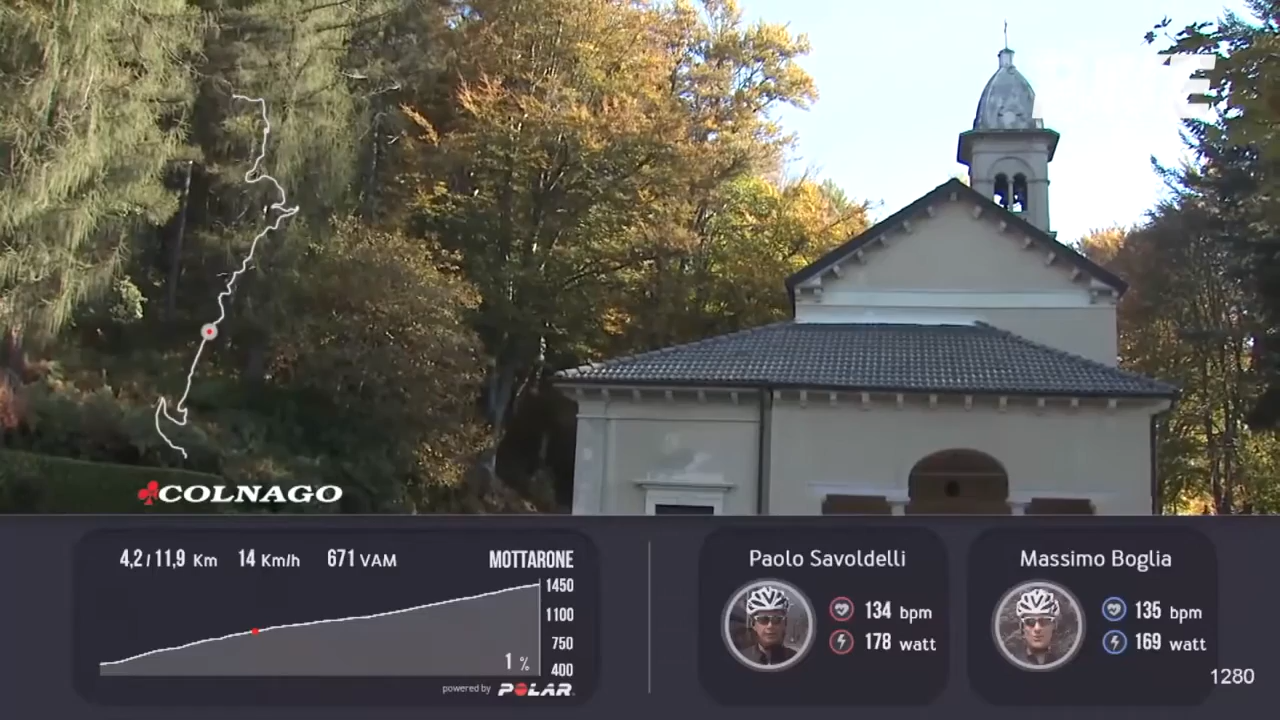 COLNAGO
4,2 / 11,9 Km 14 Km/h 671 VAM MOTTARONE
1450
1100
750
400
1 %
powered by POLAR
Paolo Savoldelli
134 bpm
178 watt
Massimo Boglia
135 bpm
169 watt
1280